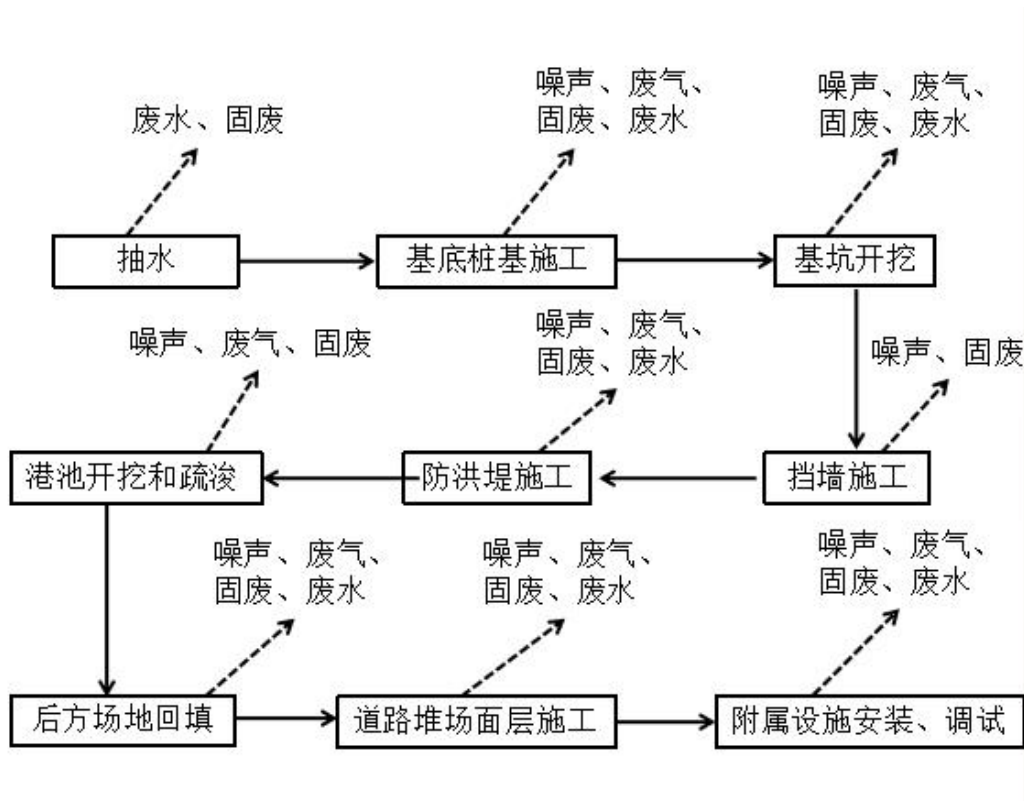 废水、固废
噪声、废气、
固废、废水
噪声、废气、
固废、废水
抽水
基底桩基施工
基坑开挖
噪声、废气、固废
噪声、废气、
固废、废水
噪声、固废
港池开挖和疏浚
防洪堤施工
挡墙施工
噪声、废气、
固废、废水
噪声、废气、
固废、废水
噪声、废气、
固废、废水
后方场地回填
道路堆场面层施工
附属设施安装、调试